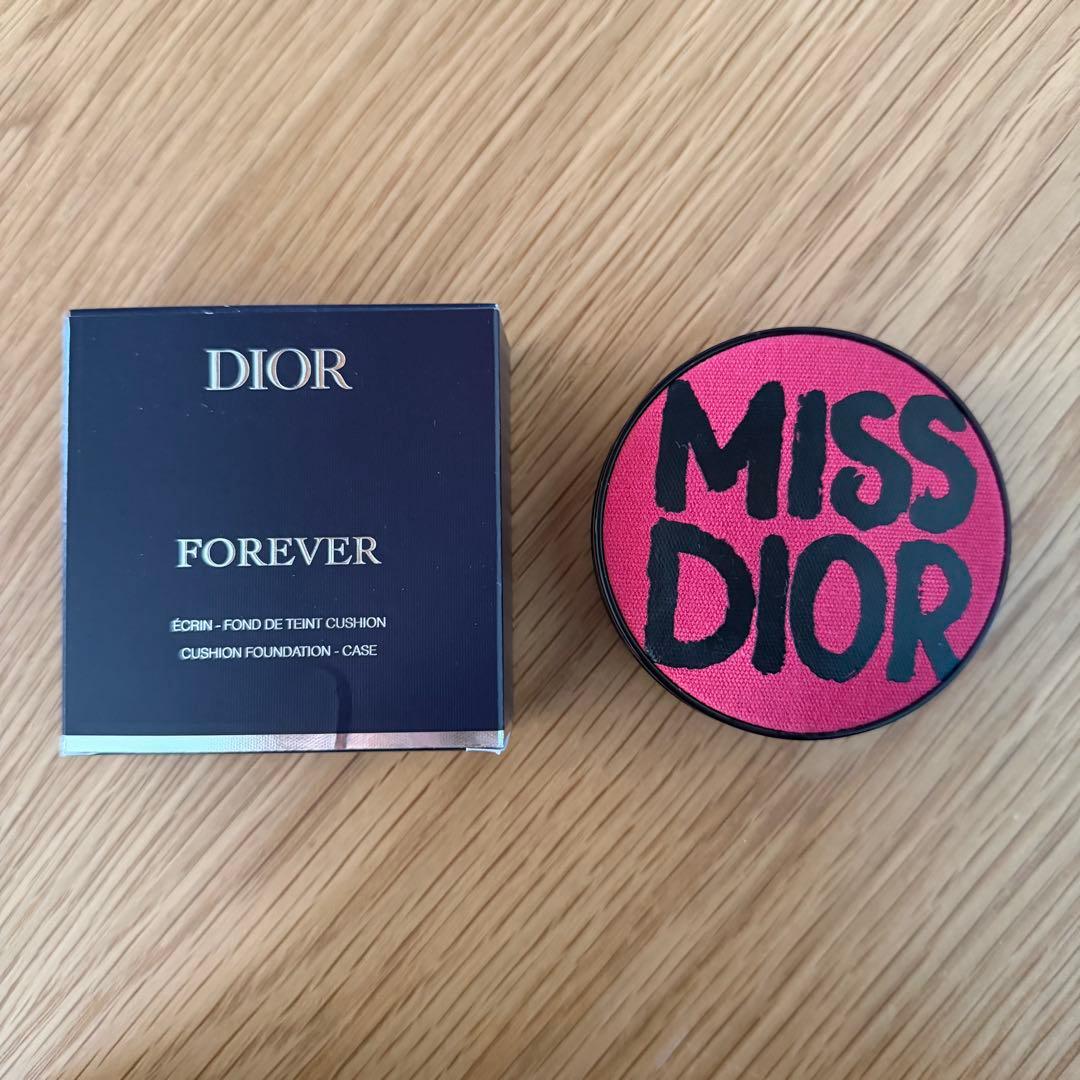 DIOR
FOREVER
ÉCRIN - FOND DE TEINT CUSHION
CUSHION FOUNDATION - CASE
MISS
DIOR